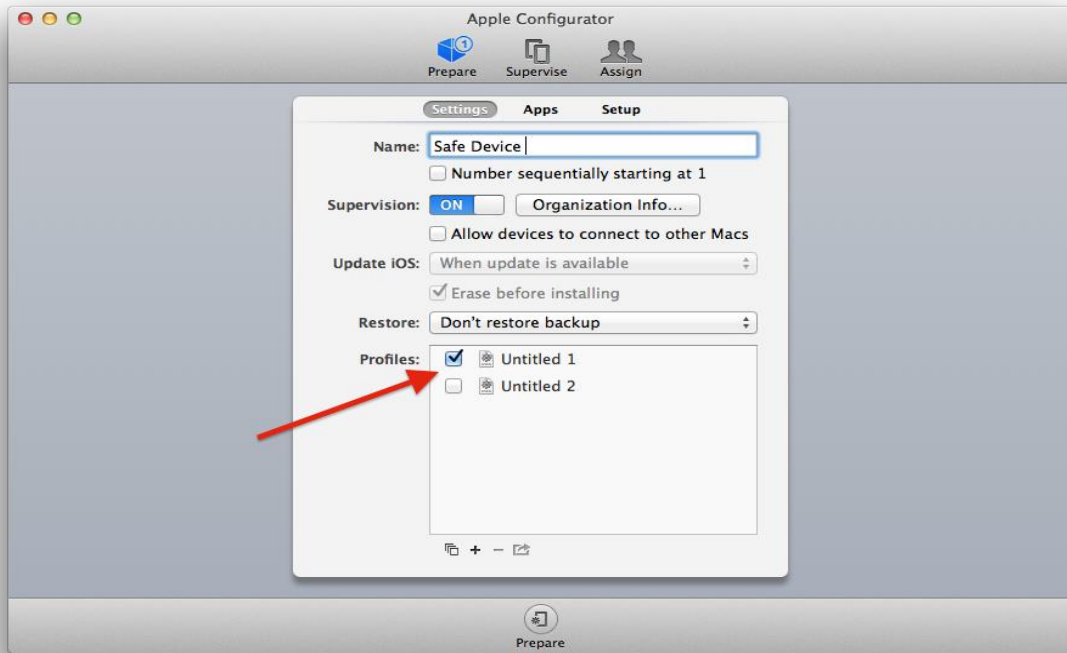 Apple Configurator
1
Prepare Supervise Assign
Settings Apps Setup
Name: Safe Device
Number sequentially starting at 1
Supervision: ON Organization Info...
Allow devices to connect to other Macs
Update iOS: When update is available
Erase before installing
Restore: Don't restore backup
Profiles: Untitled 1
Untitled 2
Prepare